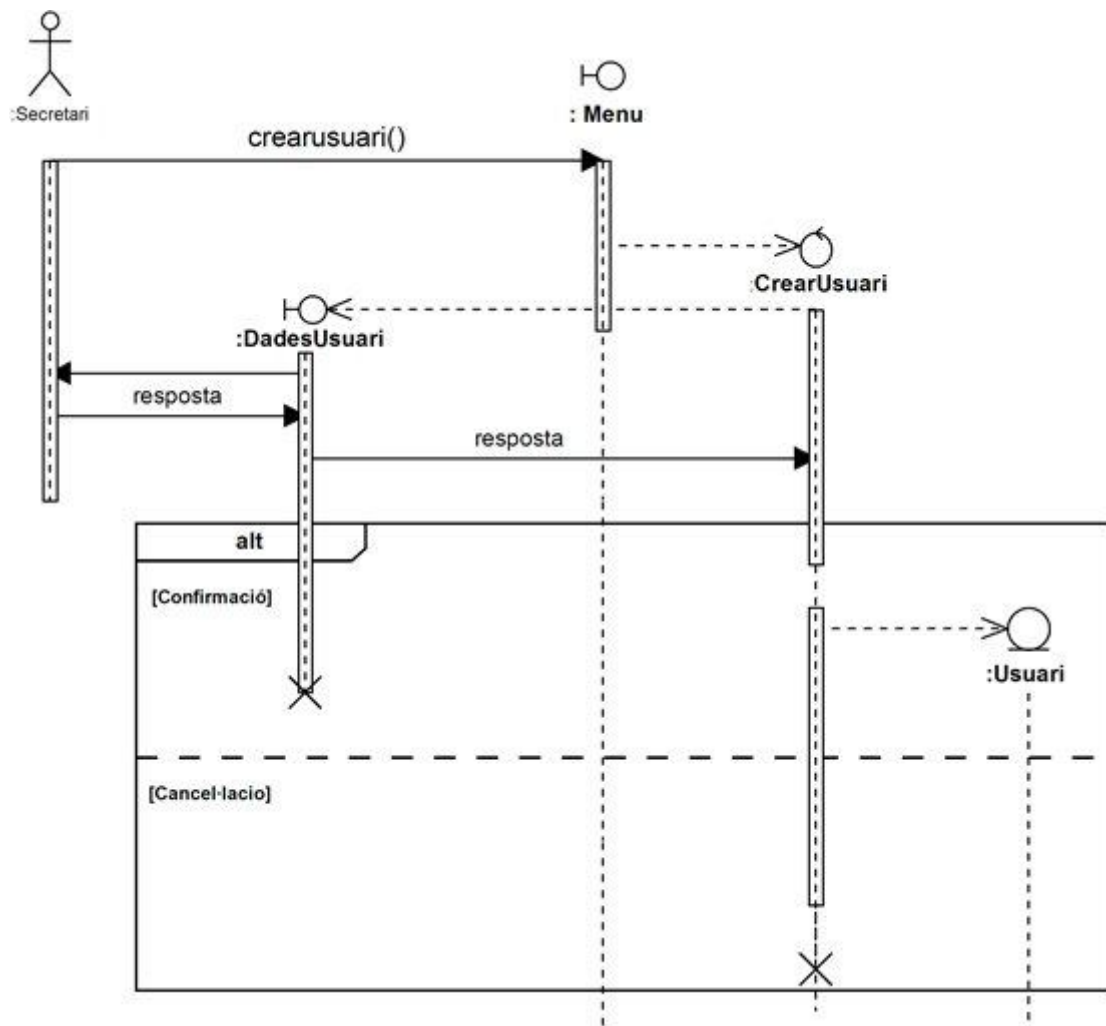 :Secretari
: Menu
crearusuari()
:CrearUsuari
:DadesUsuari
resposta
resposta
alt
[Confirmació]
:Usuari
[Cancel·lacio]